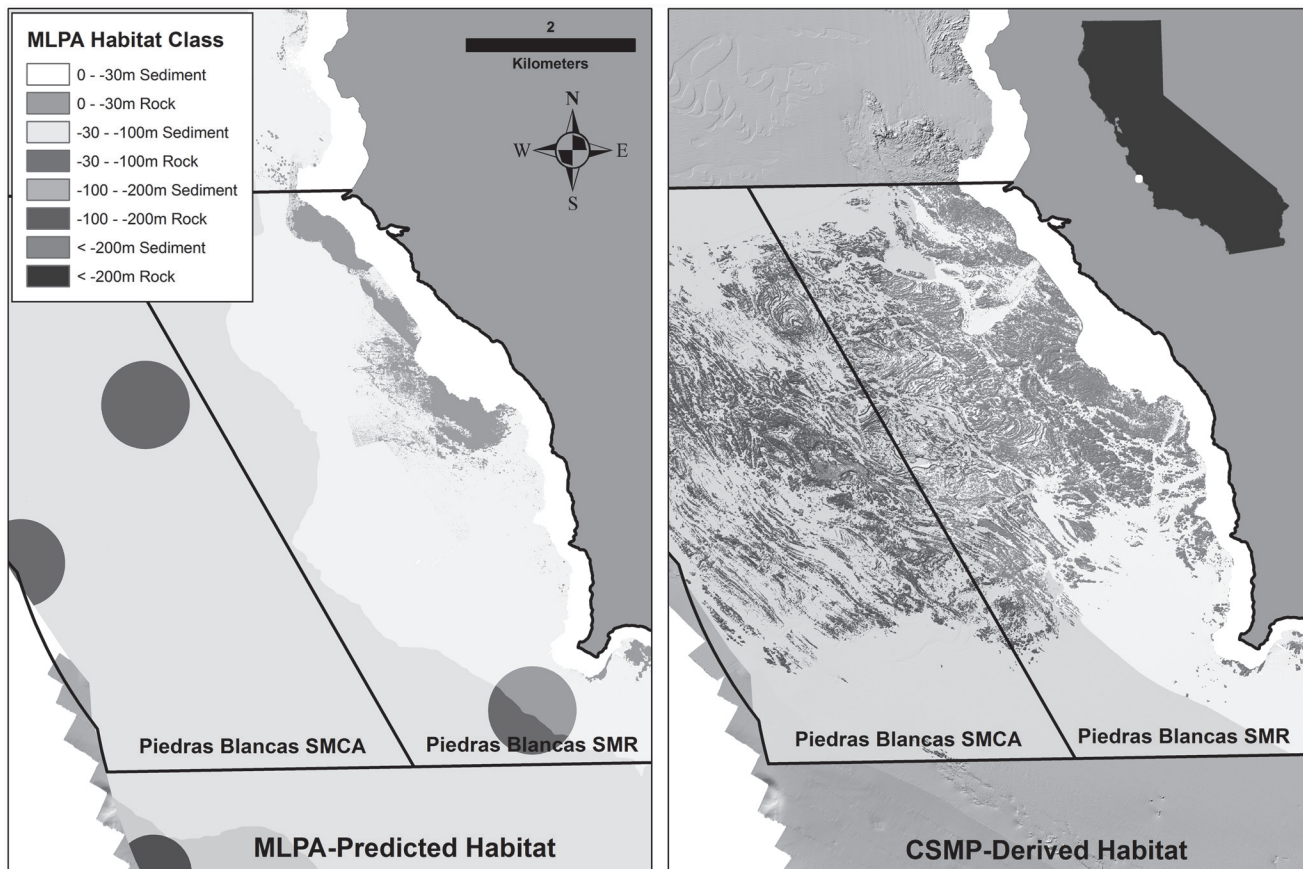 MLPA Habitat Class
0 - -30m Sediment
0 - -30m Rock
-30 - -100m Sediment
-30 - -100m Rock
-100 - -200m Sediment
-100 - -200m Rock
< -200m Sediment
< -200m Rock
2
Kilometers
N
W E
S
Piedras Blancas SMCA
Piedras Blancas SMR
MLPA-Predicted Habitat
Piedras Blancas SMCA
Piedras Blancas SMR
CSMP-Derived Habitat